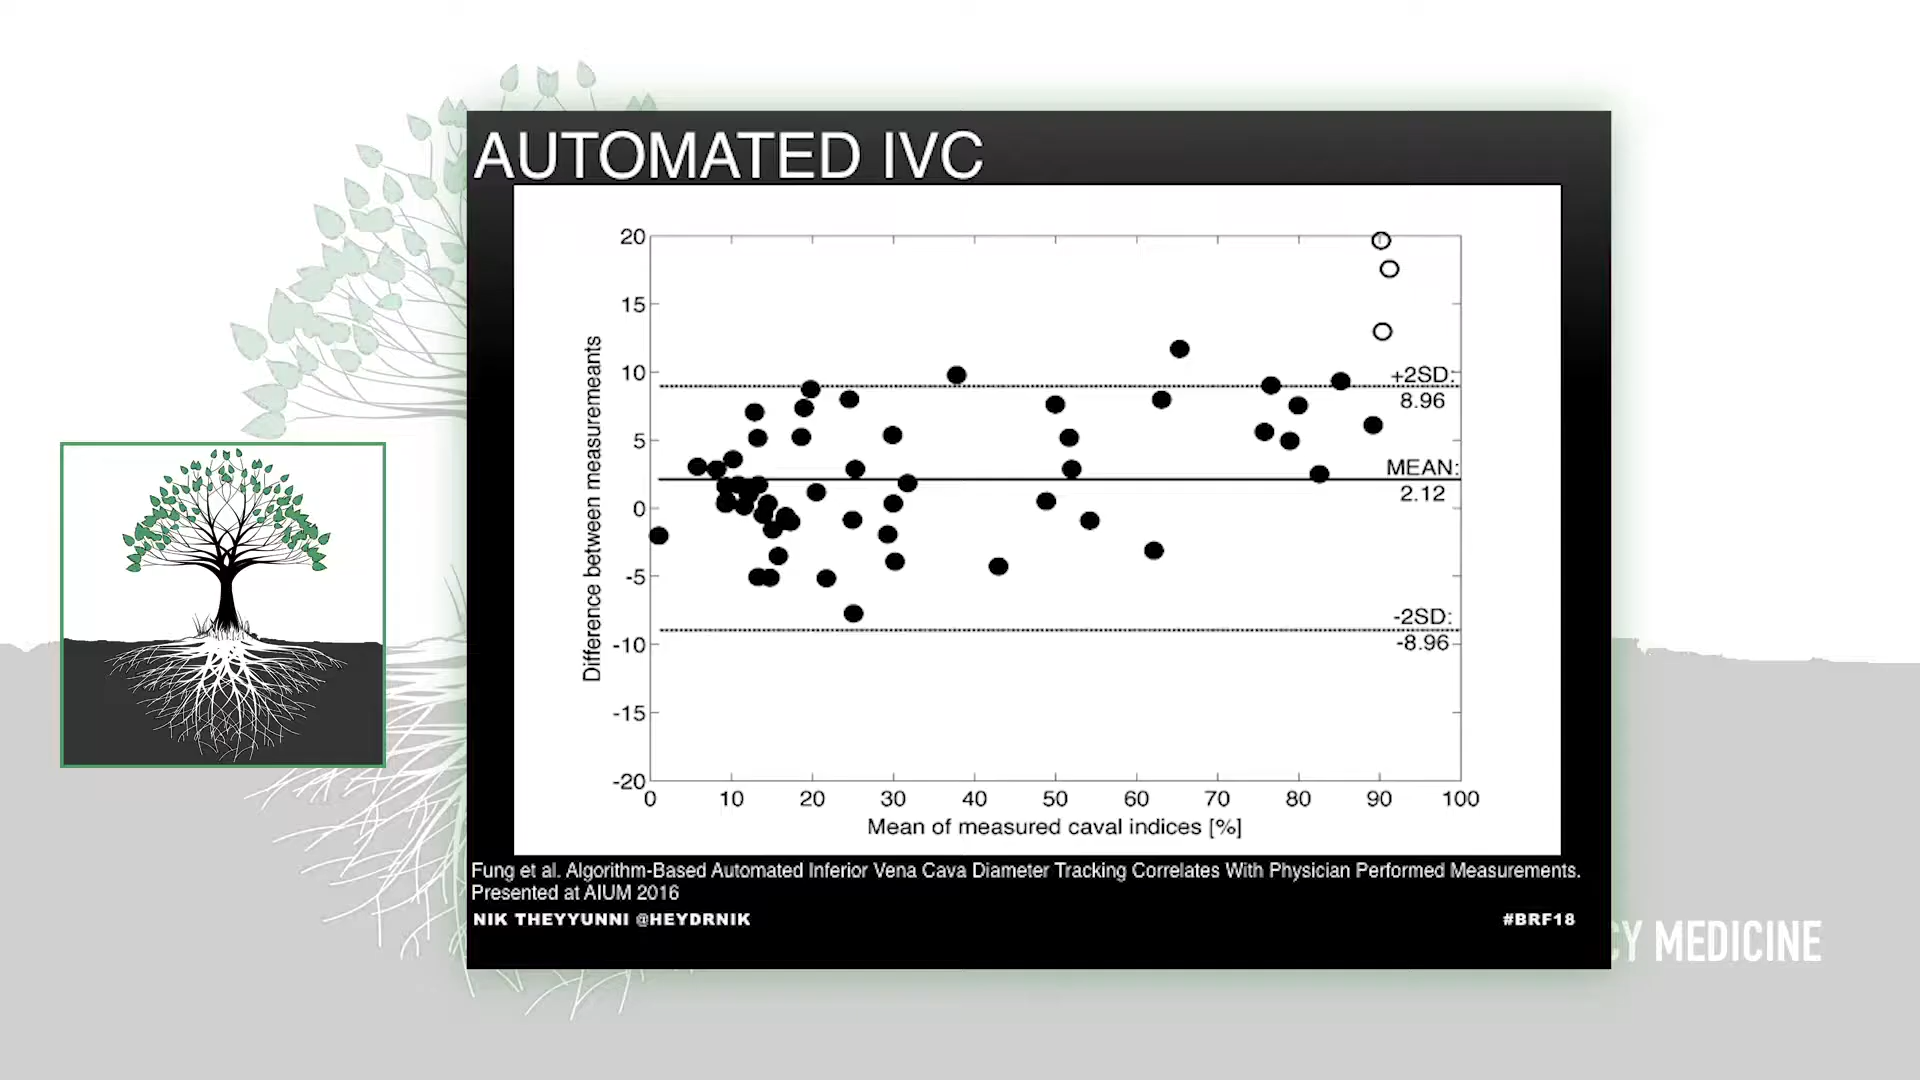 AUTOMATED IVC
20
15
10
5
0
-5
-10
-15
-20
Difference between measuremeants
+2SD:
8.96
MEAN:
2.12
-2SD:
-8.96
0 10 20 30 40 50 60 70 80 90 100
Mean of measured caval indices [%]
Fung et al. Algorithm-Based Automated Inferior Vena Cava Diameter Tracking Correlates With Physician Performed Measurements.
Presented at AIUM 2016
NIK THEYYUNNI @HEYDRNIK #BRF18
CY MEDICINE